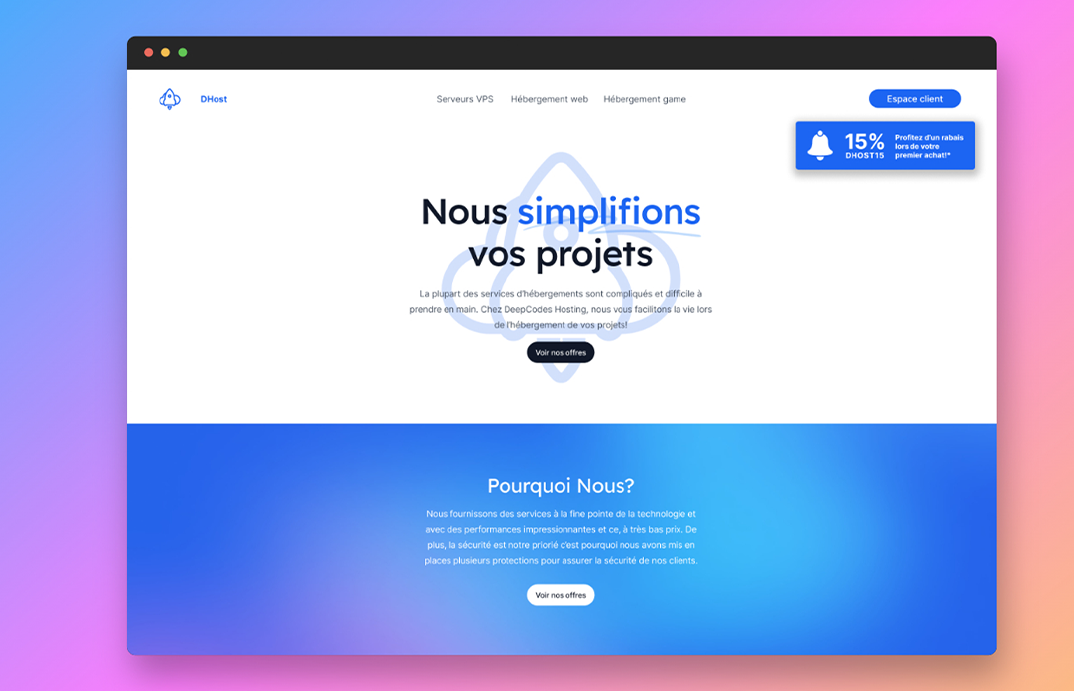 DHost
Serveurs VPS
Hébergement web
Hébergement game
Espace client
15%
DHOST15
Profitez d'un rabais
lors de votre
premier achat!*
Nous simplifions
vos projets
La plupart des services d'hébergements sont compliqués et difficile à
prendre en main. Chez DeepCodes Hosting, nous vous facilitons la vie lors
de l'hébergement de vos projets!
Voir nos offres
Pourquoi Nous?
Nous fournissons des services à la fine pointe de la technologie et
avec des performances impressionnantes et ce, à très bas prix. De
plus, la sécurité est notre priorié c'est pourquoi nous avons mis en
places plusieurs protections pour assurer la sécurité de nos clients.
Voir nos offres